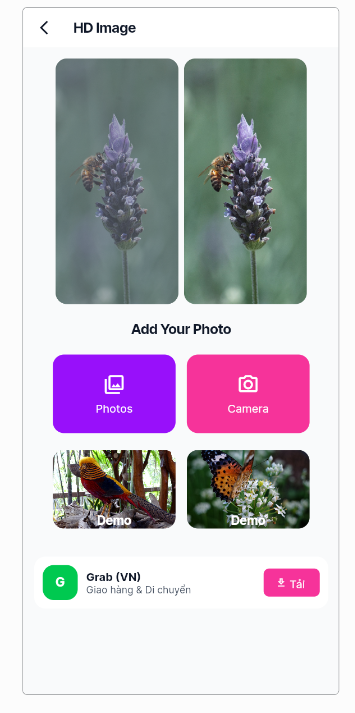 HD Image
Add Your Photo
Photos
Camera
Demo
Demo
G
Grab (VN)
Giao hàng & Di chuyển
Tải